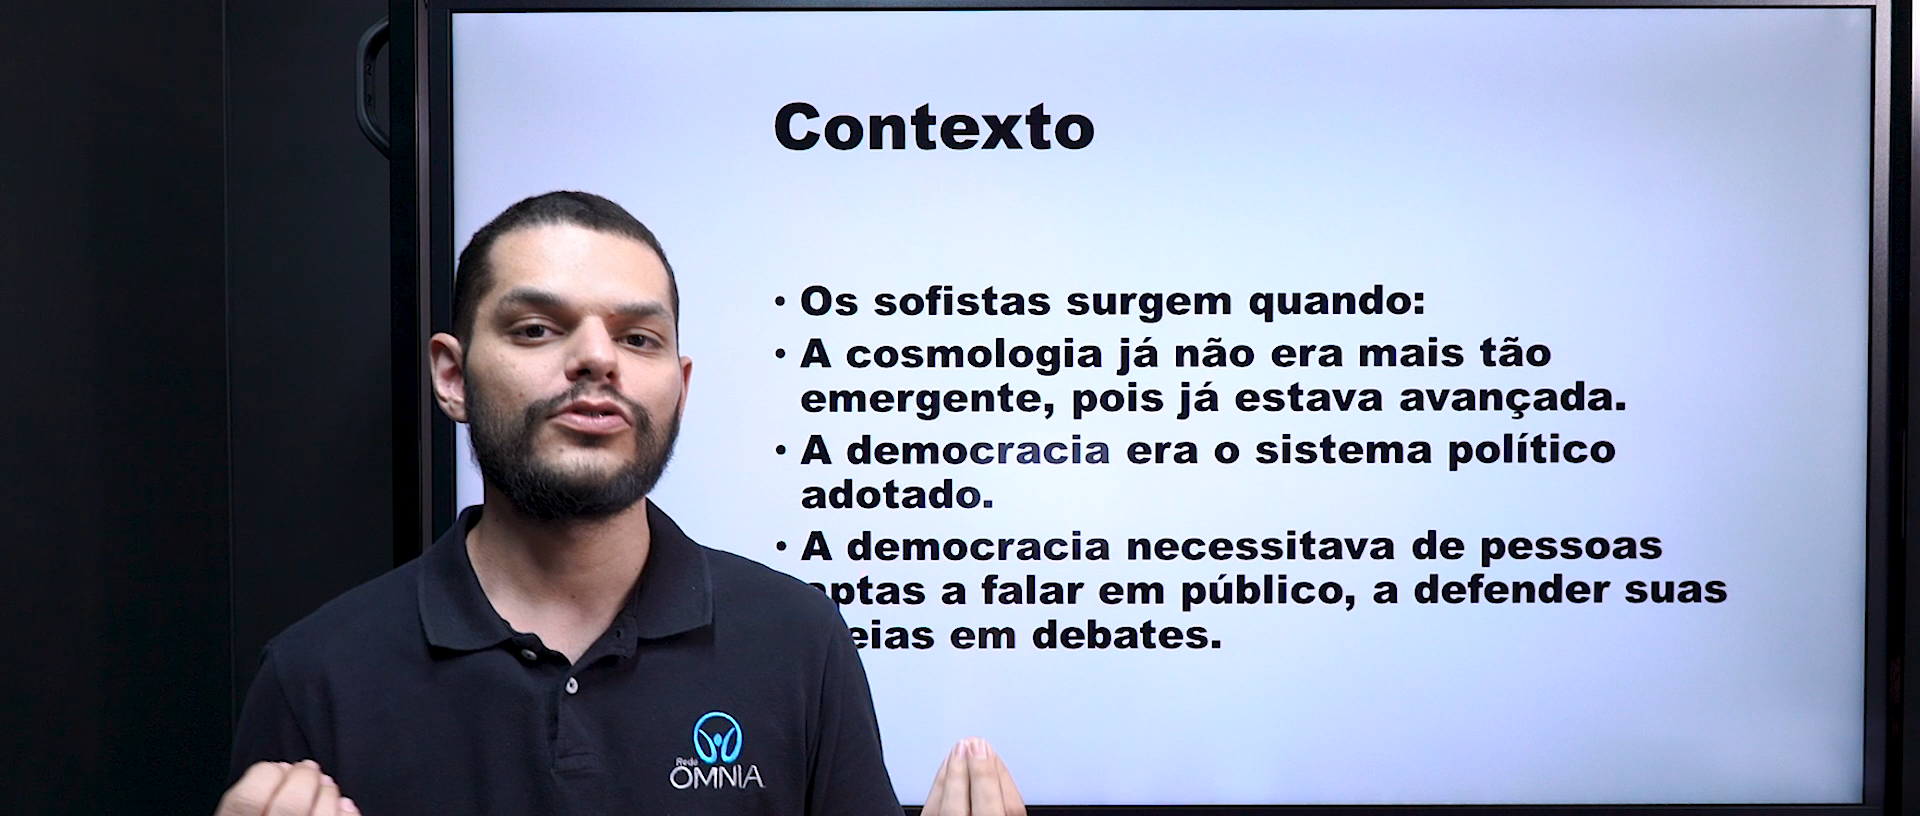 Contexto
• Os sofistas surgem quando:
• A cosmologia já não era mais tão
emergente, pois já estava avançada.
• A democracia era o sistema político
adotado.
• A democracia necessitava de pessoas
a falar em público, a defender suas
em debates.
Rede
OMNIA